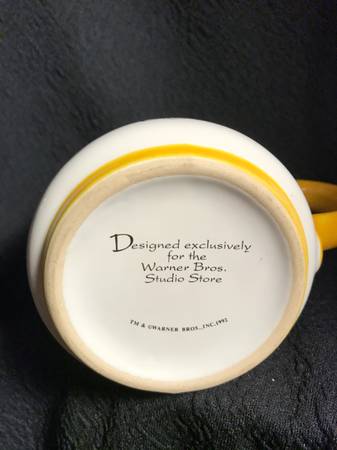 Designed exclusively
for the
Warner Bros.
Studio Store
TM & ©WARNER BROS., INC. 1992